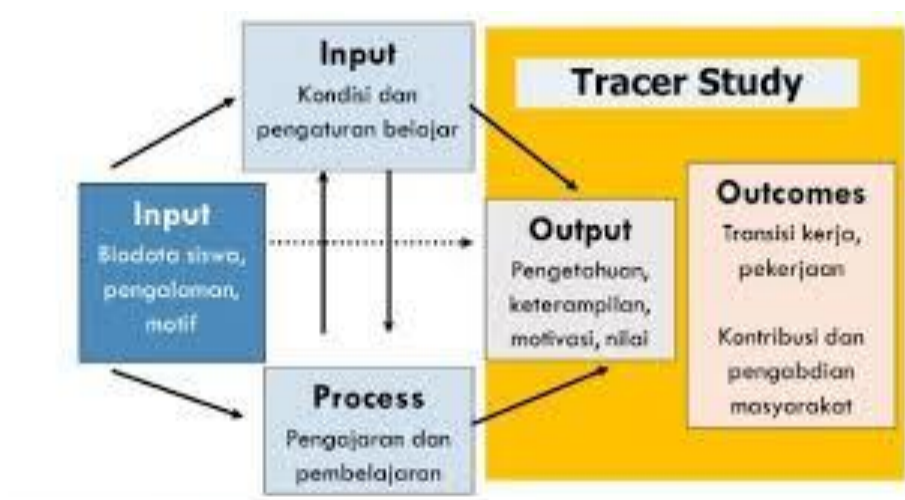 Input
Kondisi dan
pengaturan belajar
Tracer Study
Input
Biodata siswa,
pengalaman,
motif
Output
Pengetahuan,
keterampilan,
motivasi, nilai
Outcomes
Transisi kerja,
pekerjaan
Kontribusi dan
pengabdian
masyarakat
Process
Pengajaran dan
pembelajaran